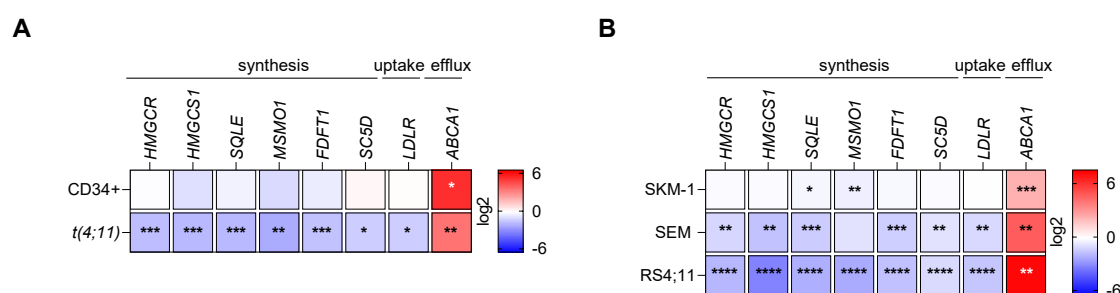 A
synthesis uptake efflux
HMGCR HMGCS1 SQLE MSMO1 FDFT1 SC5D LDLR ABCA1
CD34+ *
t(4;11) *** *** *** ** *** * * **
6
0
-6
log2
B
synthesis uptake efflux
HMGCR HMGCS1 SQLE MSMO1 FDFT1 SC5D LDLR ABCA1
SKM-1 * ** ***
SEM ** ** *** *** ** ** **
RS4;11 **** **** **** **** **** **** **** **
6
0
-6
log2